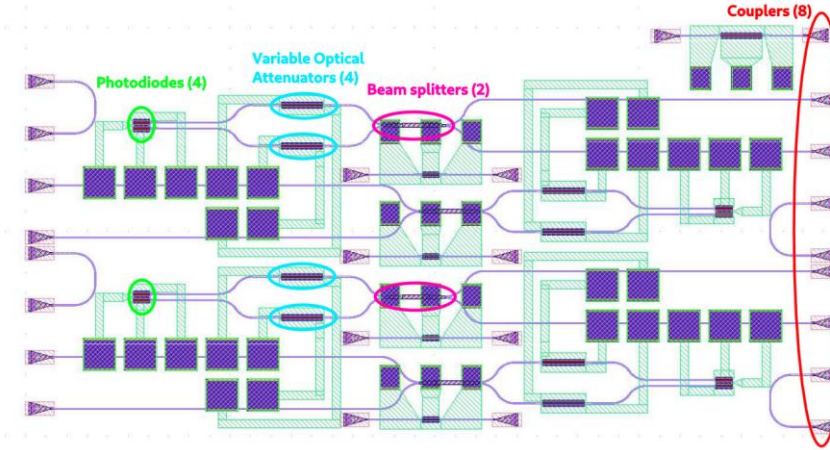 Couplers (8)
Variable Optical
Attenuators (4)
Photodiodes (4)
Beam splitters (2)